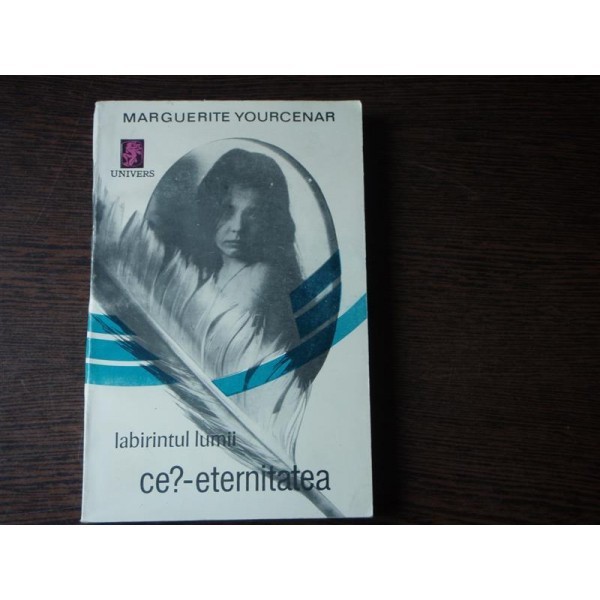 MARGUERITE YOURCENAR
UNIVERS
labirintul lumii
ce?-eternitatea